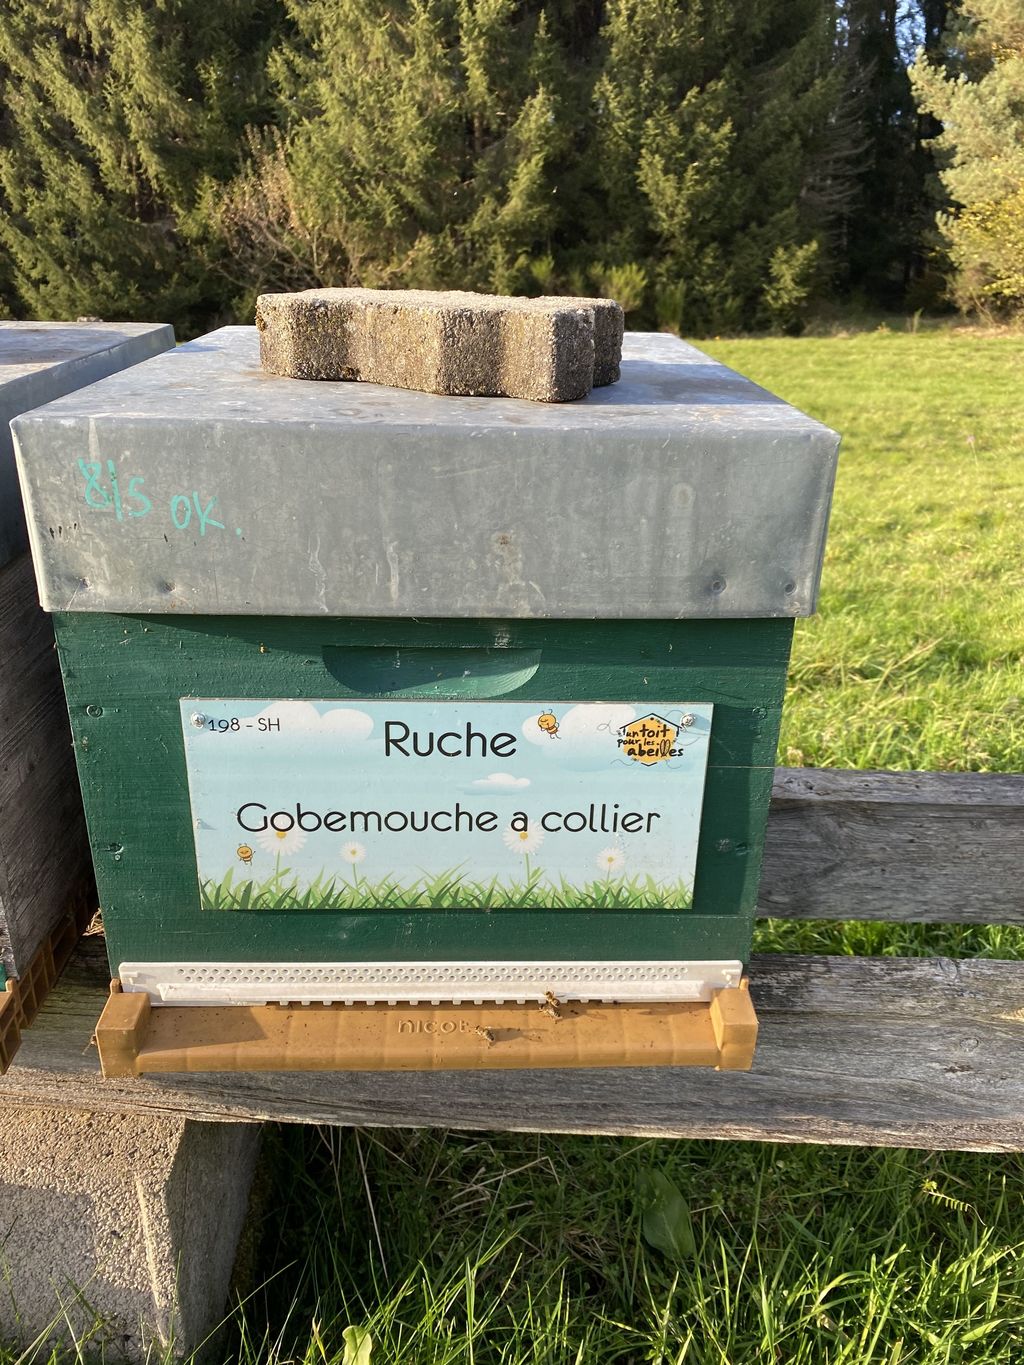 8/5 OK.
198 - SH
Ruche
un toit
pour les
abeilles
Gobemouche a collier
nicot